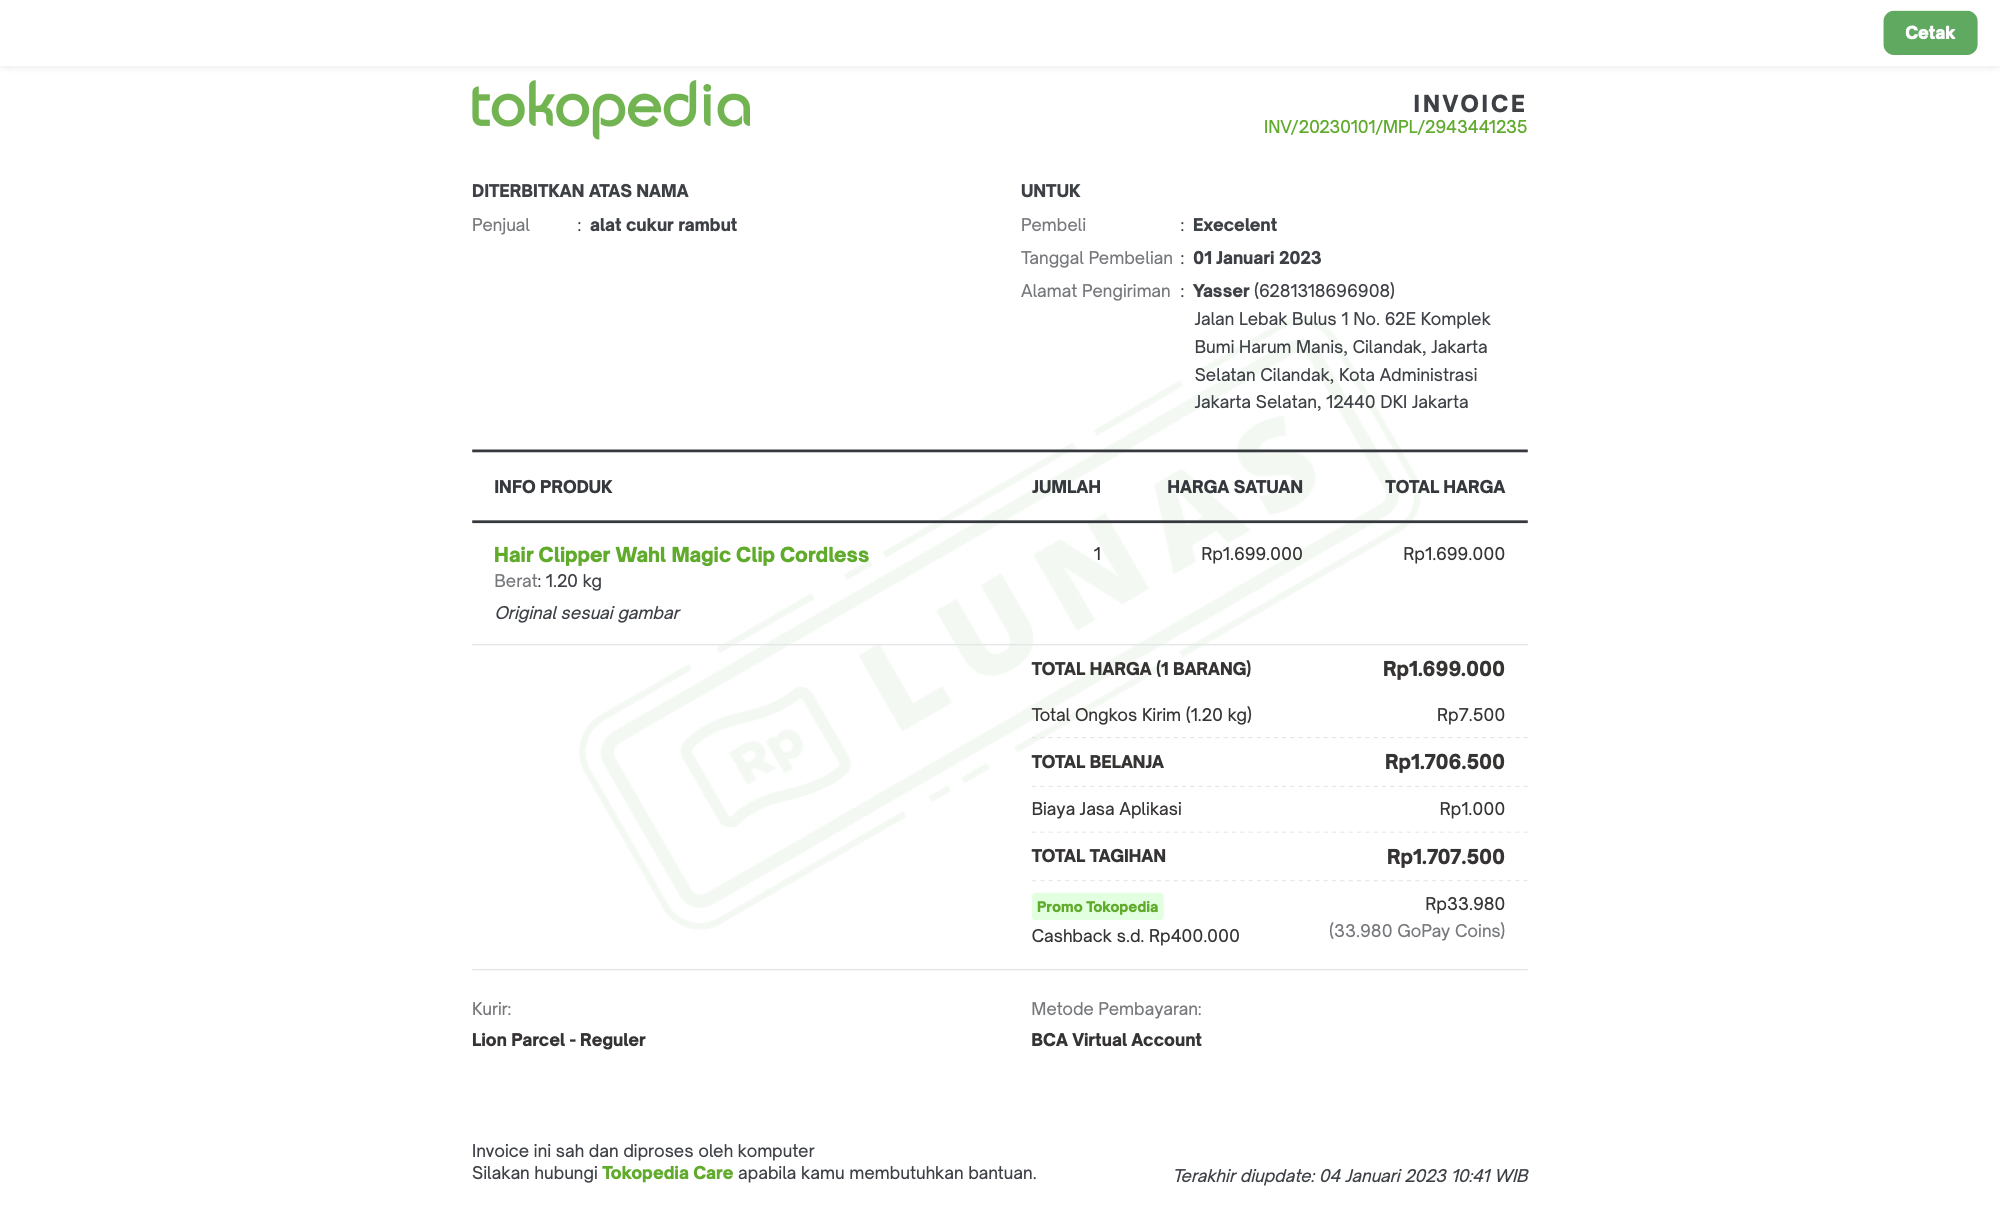 Cetak
tokopedia
INVOICE
INV/20230101/MPL/2943441235
DITERBITKAN ATAS NAMA
Penjual : alat cukur rambut
UNTUK
Pembeli : Execelent
Tanggal Pembelian : 01 Januari 2023
Alamat Pengiriman : Yasser (6281318696908)
Jalan Lebak Bulus 1 No. 62E Komplek
Bumi Harum Manis, Cilandak, Jakarta
Selatan Cilandak, Kota Administrasi
Jakarta Selatan, 12440 DKI Jakarta
INFO PRODUK JUMLAH HARGA SATUAN TOTAL HARGA
Hair Clipper Wahl Magic Clip Cordless 1 Rp1.699.000 Rp1.699.000
Berat: 1.20 kg
Original sesuai gambar
Rp LUNAS
TOTAL HARGA (1 BARANG) Rp1.699.000
Total Ongkos Kirim (1.20 kg) Rp7.500
TOTAL BELANJA Rp1.706.500
Biaya Jasa Aplikasi Rp1.000
TOTAL TAGIHAN Rp1.707.500
Promo Tokopedia Rp33.980
Cashback s.d. Rp400.000 (33.980 GoPay Coins)
Kurir:
Lion Parcel - Reguler
Metode Pembayaran:
BCA Virtual Account
Invoice ini sah dan diproses oleh komputer
Silakan hubungi Tokopedia Care apabila kamu membutuhkan bantuan.
Terakhir diupdate: 04 Januari 2023 10:41 WIB